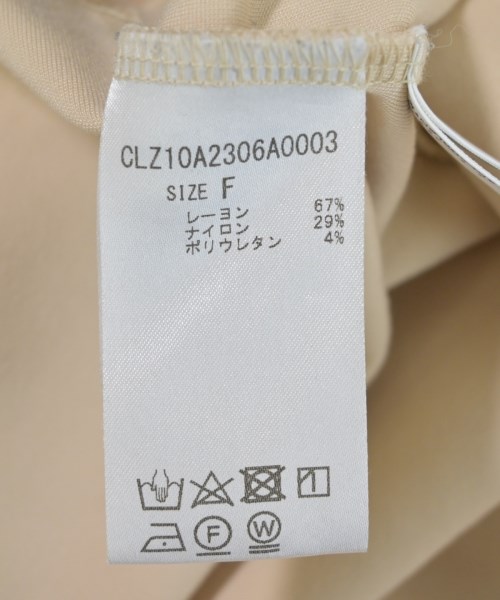 CLZ10A2306A0003
SIZE F
レーヨン 67%
ナイロン 29%
ポリウレタン 4%
F W